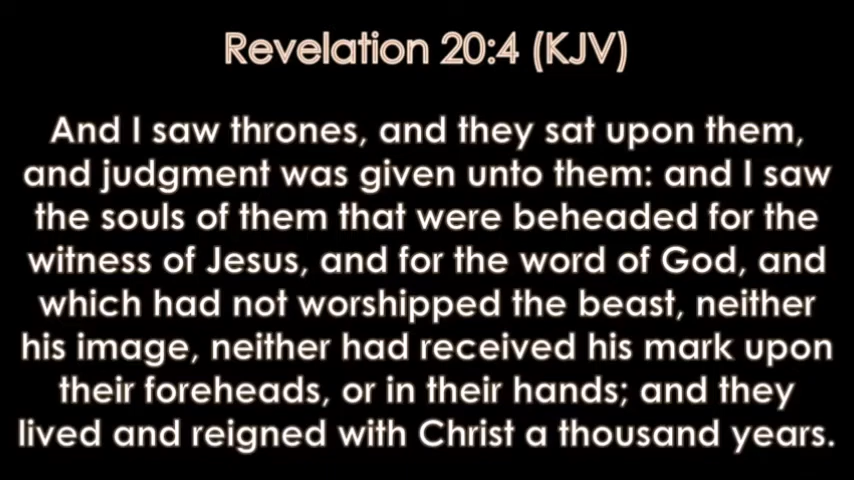 Revelation 20:4 (KJV)
And I saw thrones, and they sat upon them,
and judgment was given unto them: and I saw
the souls of them that were beheaded for the
witness of Jesus, and for the word of God, and
which had not worshipped the beast, neither
his image, neither had received his mark upon
their foreheads, or in their hands; and they
lived and reigned with Christ a thousand years.